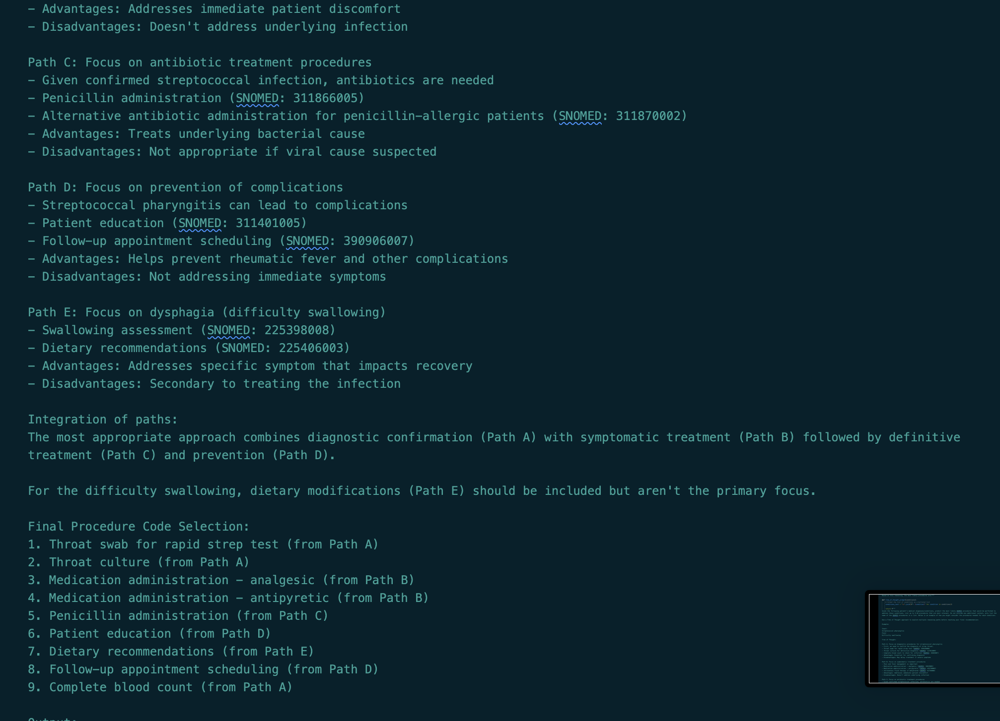 – Advantages: Addresses immediate patient discomfort
– Disadvantages: Doesn't address underlying infection
Path C: Focus on antibiotic treatment procedures
– Given confirmed streptococcal infection, antibiotics are needed
– Penicillin administration (SNOMED: 311866005)
– Alternative antibiotic administration for penicillin–allergic patients (SNOMED: 311870002)
– Advantages: Treats underlying bacterial cause
– Disadvantages: Not appropriate if viral cause suspected
Path D: Focus on prevention of complications
– Streptococcal pharyngitis can lead to complications
– Patient education (SNOMED: 311401005)
– Follow–up appointment scheduling (SNOMED: 390906007)
– Advantages: Helps prevent rheumatic fever and other complications
– Disadvantages: Not addressing immediate symptoms
Path E: Focus on dysphagia (difficulty swallowing)
– Swallowing assessment (SNOMED: 225398008)
– Dietary recommendations (SNOMED: 225406003)
– Advantages: Addresses specific symptom that impacts recovery
– Disadvantages: Secondary to treating the infection
Integration of paths:
The most appropriate approach combines diagnostic confirmation (Path A) with symptomatic treatment (Path B) followed by definitive
treatment (Path C) and prevention (Path D).
For the difficulty swallowing, dietary modifications (Path E) should be included but aren't the primary focus.
Final Procedure Code Selection:
1. Throat swab for rapid strep test (from Path A)
2. Throat culture (from Path A)
3. Medication administration – analgesic (from Path B)
4. Medication administration – antipyretic (from Path B)
5. Penicillin administration (from Path C)
6. Patient education (from Path D)
7. Dietary recommendations (from Path E)
8. Follow–up appointment scheduling (from Path D)
9. Complete blood count (from Path A)
Output: